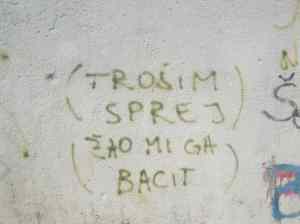 (TROŠIM
SPREJ)
(ŽAO MI GA
BACIT)